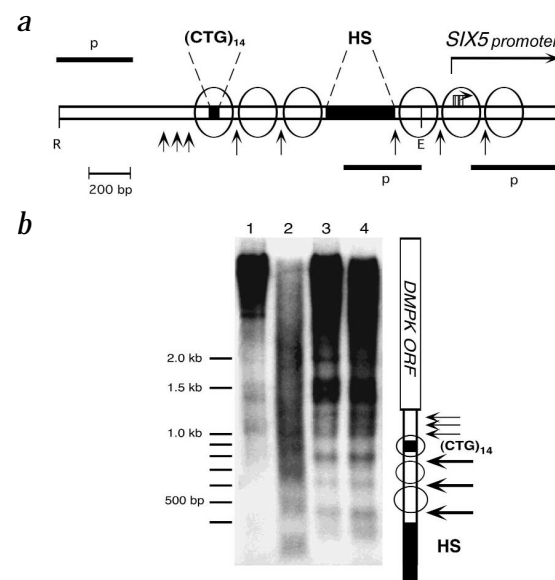 a
p
(CTG)14
HS
SIX5 promoter
R
E
200 bp
p
p
b
1 2 3 4
2.0 kb
1.5 kb
1.0 kb
500 bp
DMPK ORF
(CTG)14
HS